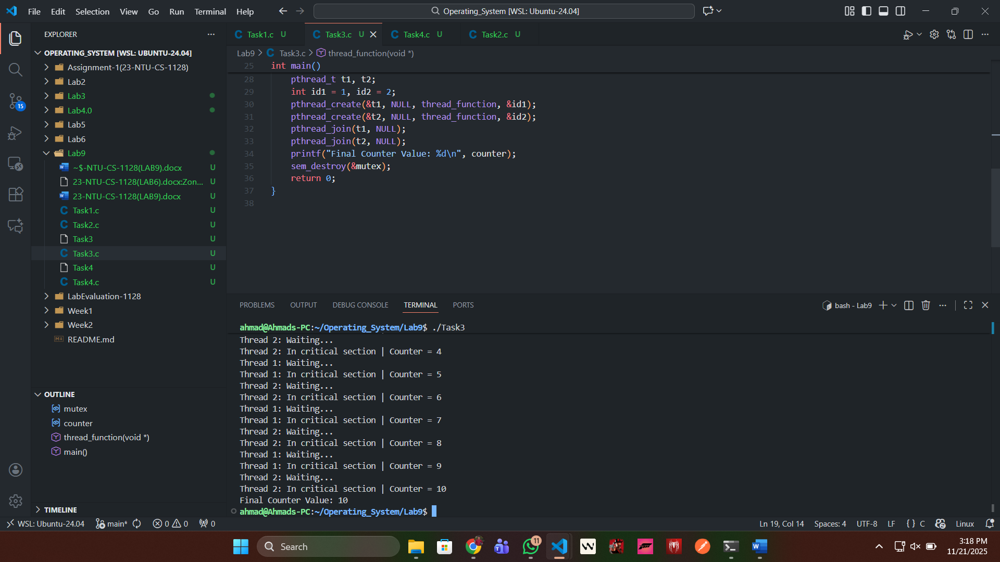 File Edit Selection View Go Run Terminal Help
Operating_System [WSL: Ubuntu-24.04]
EXPLORER
OPERATING_SYSTEM [WSL: UBUNTU-24.04]
Assignment-1(23-NTU-CS-1128)
Lab2
Lab3
Lab4.0
Lab5
Lab6
Lab9
~$-NTU-CS-1128(LAB9).docx U
23-NTU-CS-1128(LAB6).docx:Zon... U
23-NTU-CS-1128(LAB9).docx U
Task1.c U
Task2.c U
Task3 U
Task3.c U
Task4 U
Task4.c U
LabEvaluation-1128
Week1
Week2
README.md
OUTLINE
mutex
counter
thread_function(void *)
main()
TIMELINE
15
Task1.c U
Task3.c U
Task4.c U
Task2.c U
Lab9 > C Task3.c > thread_function(void *)
25 int main()
28 pthread_t t1, t2;
29 int id1 = 1, id2 = 2;
30 pthread_create(&t1, NULL, thread_function, &id1);
31 pthread_create(&t2, NULL, thread_function, &id2);
32 pthread_join(t1, NULL);
33 pthread_join(t2, NULL);
34 printf("Final Counter Value: %d\n", counter);
35 sem_destroy(&mutex);
36 return 0;
37 }
38
PROBLEMS OUTPUT DEBUG CONSOLE TERMINAL PORTS
bash - Lab9
ahmad@Ahmads-PC:~/Operating_System/Lab9$ ./Task3
Thread 2: Waiting...
Thread 2: In critical section | Counter = 4
Thread 1: Waiting...
Thread 1: In critical section | Counter = 5
Thread 2: Waiting...
Thread 2: In critical section | Counter = 6
Thread 1: Waiting...
Thread 1: In critical section | Counter = 7
Thread 2: Waiting...
Thread 2: In critical section | Counter = 8
Thread 1: Waiting...
Thread 1: In critical section | Counter = 9
Thread 2: Waiting...
Thread 2: In critical section | Counter = 10
Final Counter Value: 10
ahmad@Ahmads-PC:~/Operating_System/Lab9$
WSL: Ubuntu-24.04 main* 0 0 0
Ln 19, Col 14 Spaces: 4 UTF-8 LF {} C Linux
Search
11
3:18 PM
11/21/2025